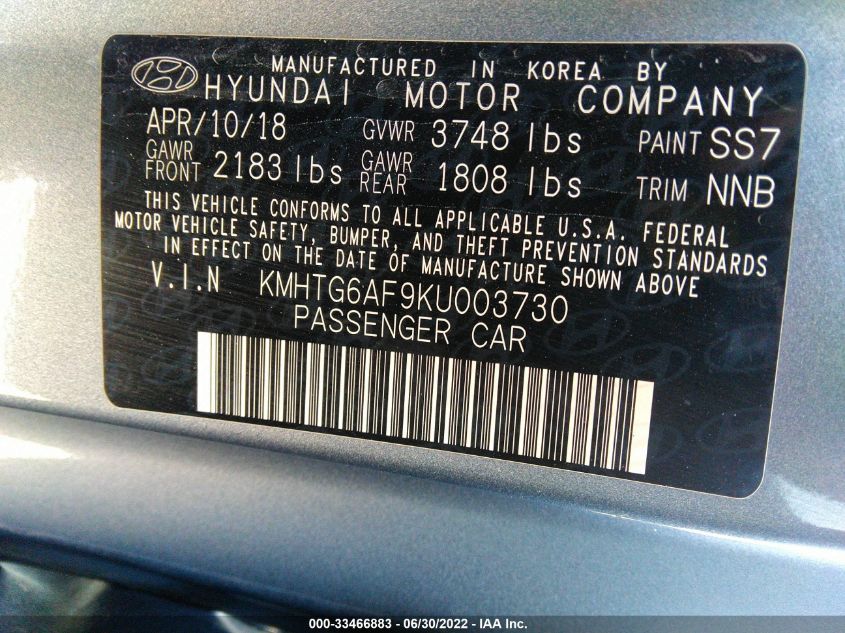 MANUFACTURED IN KOREA BY
HYUNDAI MOTOR COMPANY
APR/10/18 GVWR 3748 lbs PAINT SS7
GAWR FRONT 2183 lbs GAWR REAR 1808 lbs TRIM NNB
THIS VEHICLE CONFORMS TO ALL APPLICABLE U.S.A. FEDERAL
MOTOR VEHICLE SAFETY, BUMPER, AND THEFT PREVENTION STANDARDS
IN EFFECT ON THE DATE OF MANUFACTURE SHOWN ABOVE
V.I.N KMHTG6AF9KU003730
PASSENGER CAR
000-33466883 - 06/30/2022 - IAA Inc.